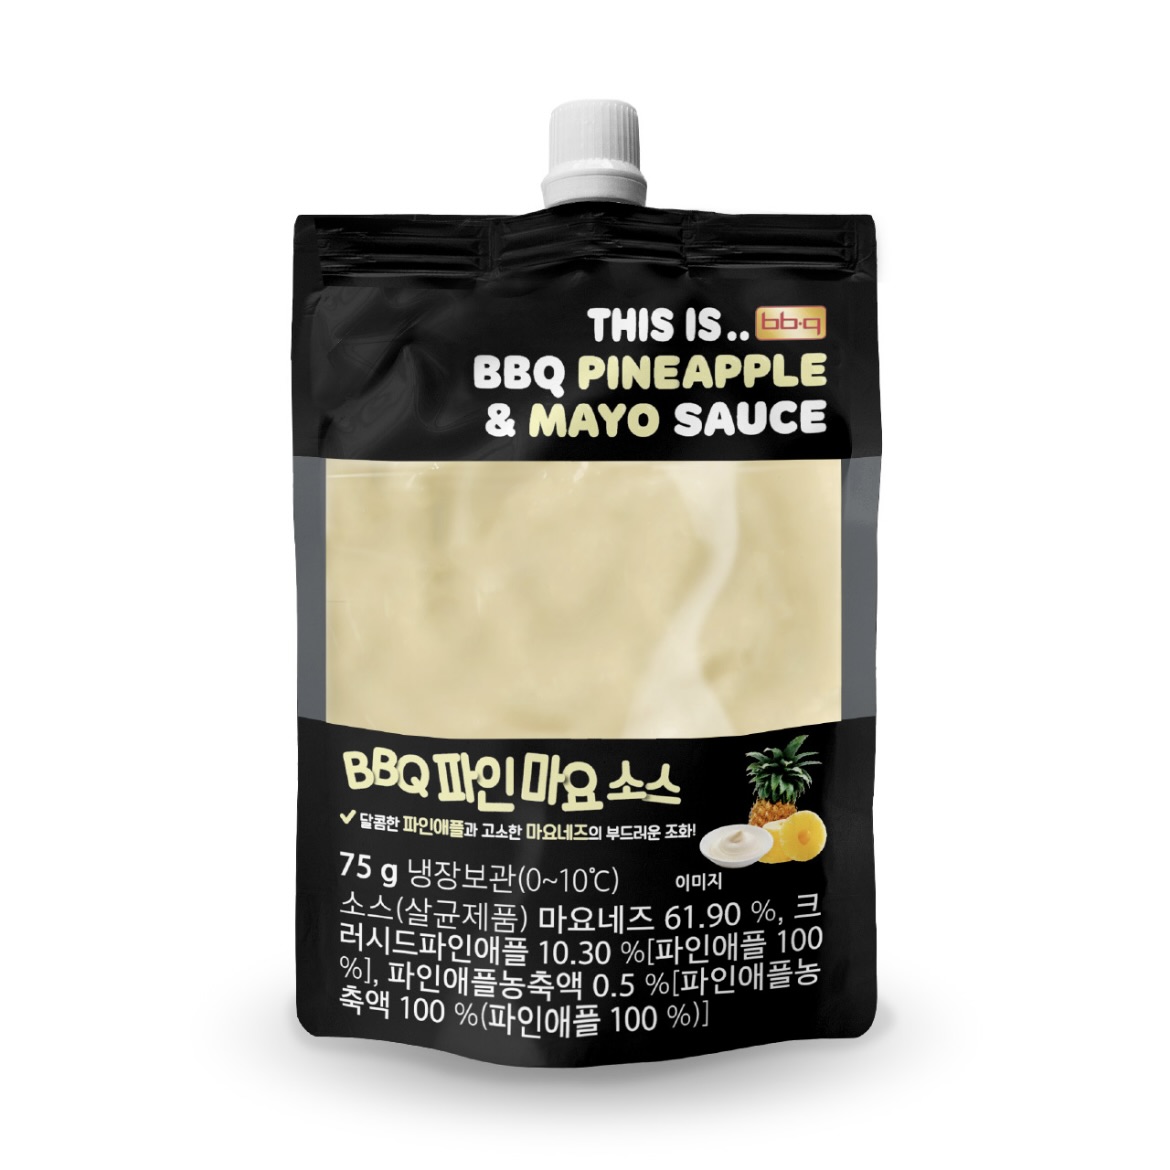 THIS IS.. bb·q
BBQ PINEAPPLE
& MAYO SAUCE
BBQ 파인 마요 소스
달콤한 파인애플과 고소한 마요네즈의 부드러운 조화!
75 g 냉장보관(0~10℃)
이미지
소스(살균제품) 마요네즈 61.90 %, 크
러시드파인애플 10.30 %[파인애플 100
%], 파인애플농축액 0.5 %[파인애플농
축액 100 %(파인애플 100 %)]